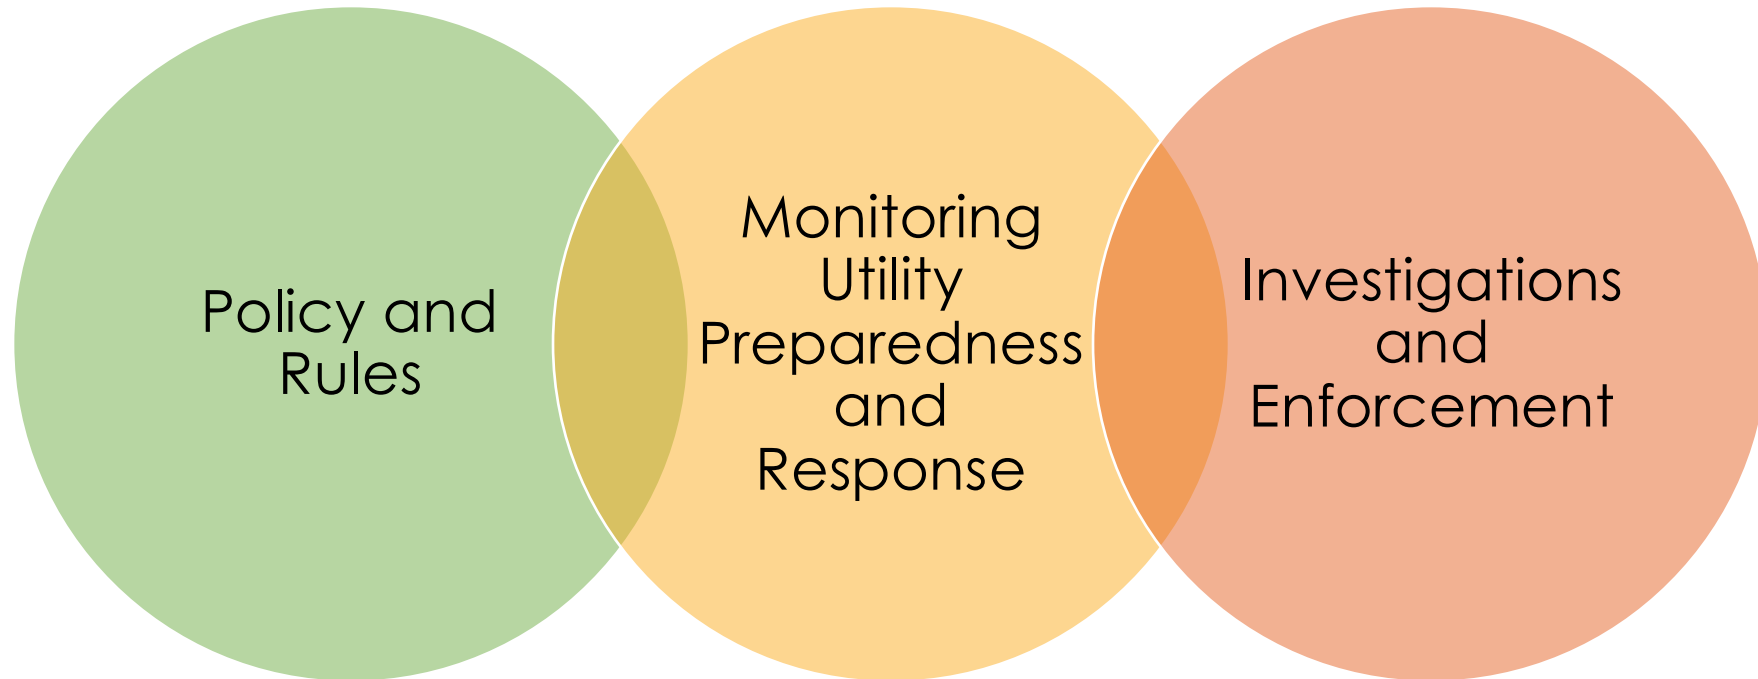 Policy and
Rules
Monitoring
Utility
Preparedness
and
Response
Investigations
and
Enforcement